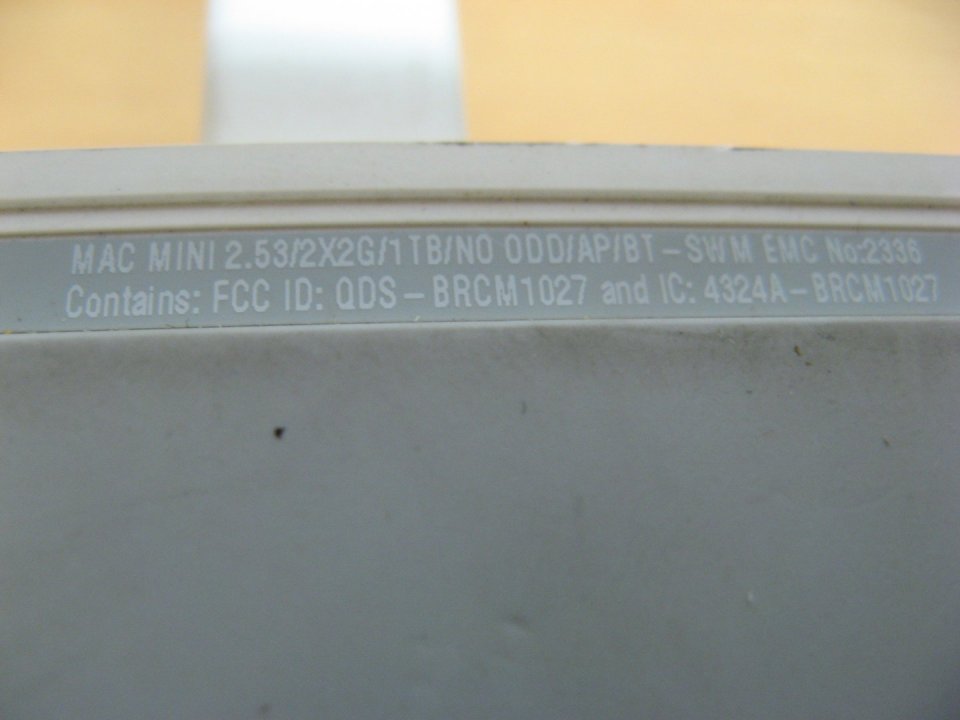 MAC MINI 2.53/2X2G/1TB/NO ODD/AP/BT-SWM EMC No:2336
Contains: FCC ID: QDS-BRCM1027 and IC: 4324A-BRCM1027